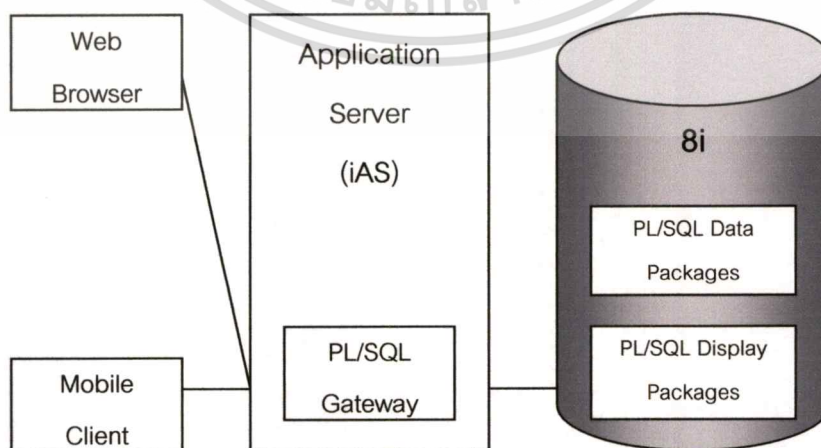 Web
Browser
Application
Server
(iAS)
8i
PL/SQL Data
Packages
PL/SQL Display
Packages
PL/SQL
Gateway
Mobile
Client